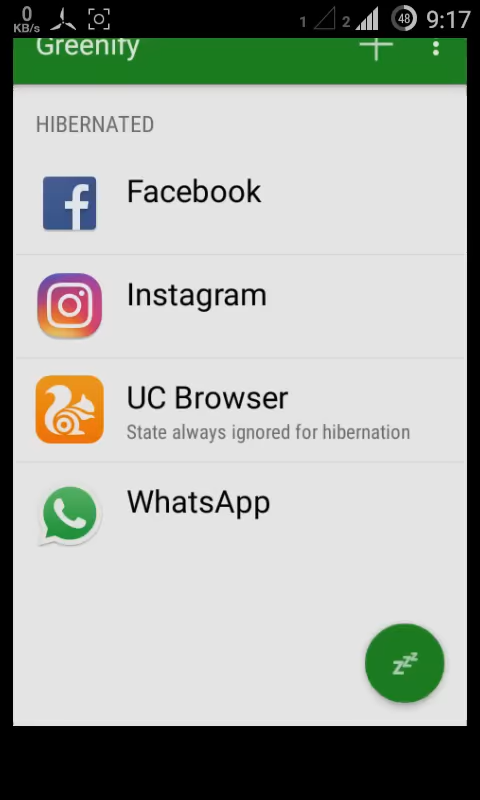 0
KB/s
1
2
48
9:17
Greenify
HIBERNATED
Facebook
Instagram
UC Browser
State always ignored for hibernation
WhatsApp
zzz